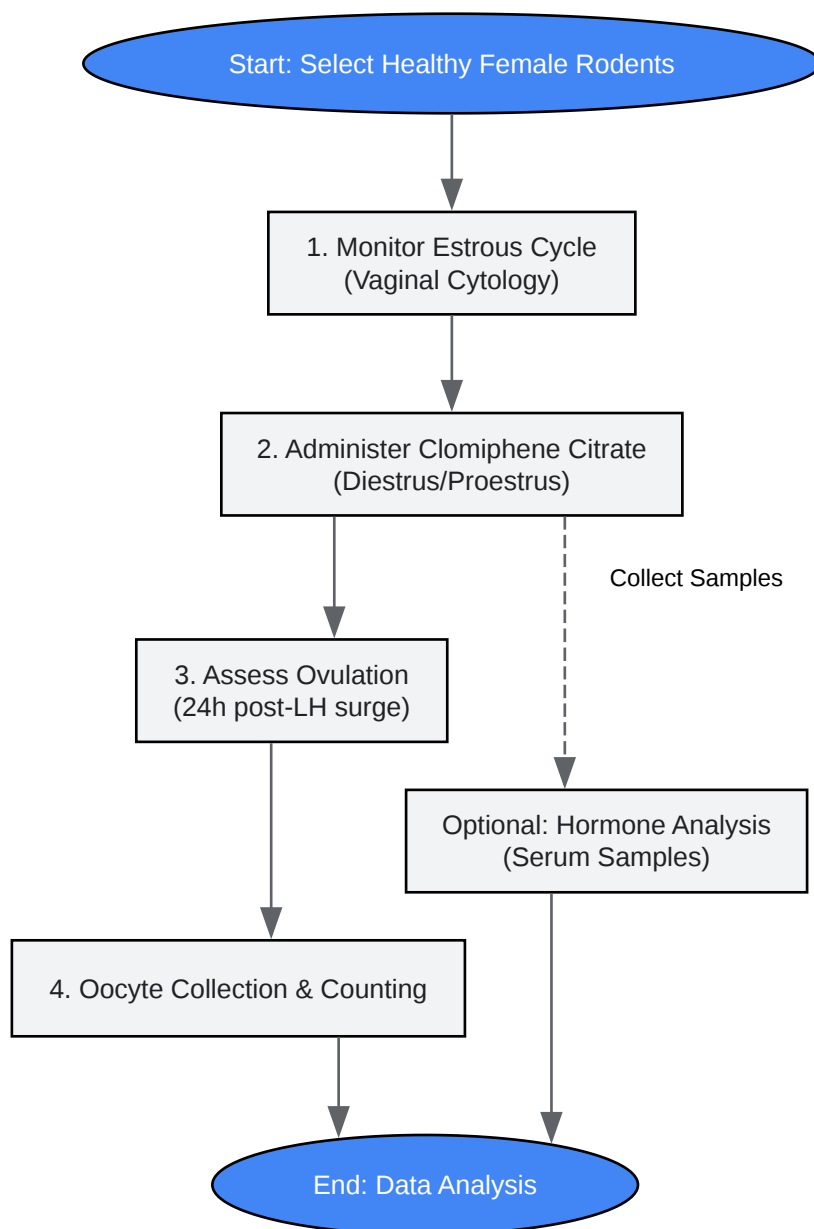 Start: Select Healthy Female Rodents
1. Monitor Estrous Cycle
(Vaginal Cytology)
2. Administer Clomiphene Citrate
(Diestrus/Proestrus)
Collect Samples
3. Assess Ovulation
(24h post-LH surge)
Optional: Hormone Analysis
(Serum Samples)
4. Oocyte Collection & Counting
End: Data Analysis